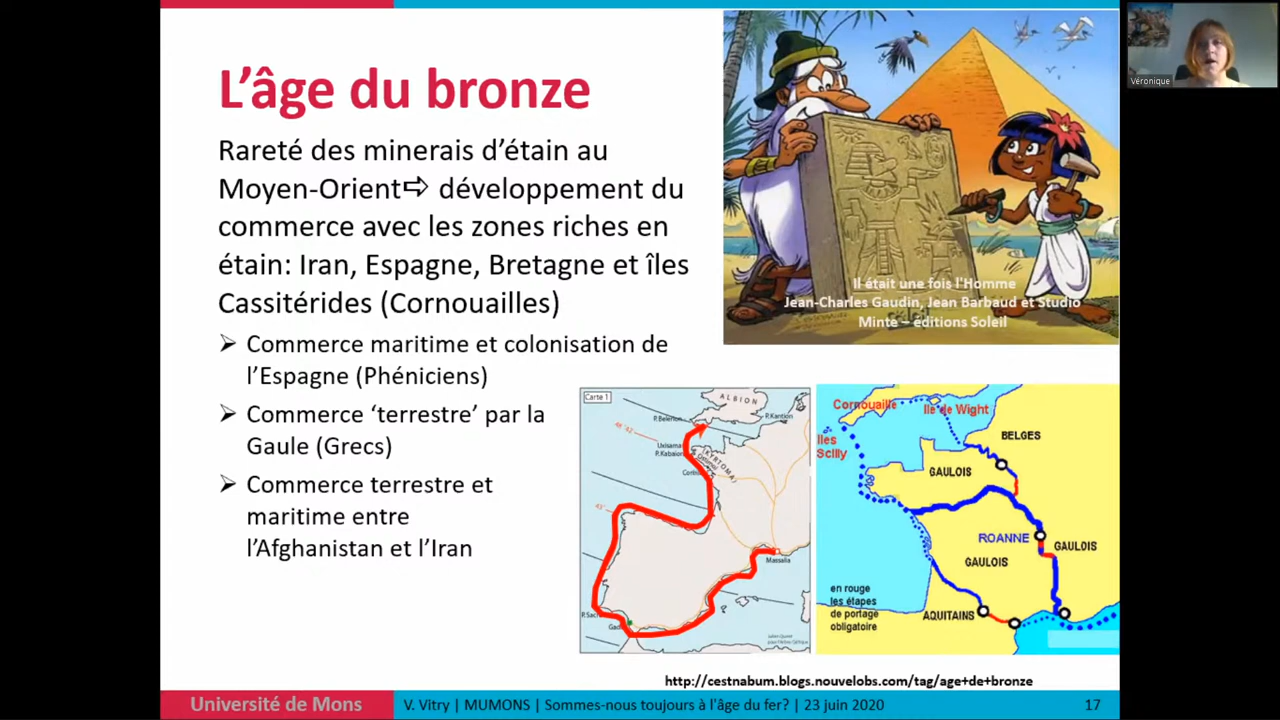 L'âge du bronze
Rareté des minerais d'étain au
Moyen-Orient⇨ développement du
commerce avec les zones riches en
étain: Iran, Espagne, Bretagne et îles
Cassitérides (Cornouailles)
➢ Commerce maritime et colonisation de
l'Espagne (Phéniciens)
➢ Commerce 'terrestre' par la
Gaule (Grecs)
➢ Commerce terrestre et
maritime entre
l'Afghanistan et l'Iran
Il était une fois l'Homme
Jean-Charles Gaudin, Jean Barbaud et Studio
Minte – éditions Soleil
Véronique
Carte 1
ALBION
P.Belerion
P.Kantion
Uxisama
P.Kabaion
Massalia
Cornouaille
Ile de Wight
Iles
Scilly
BELGES
GAULOIS
ROANNE
GAULOIS
GAULOIS
AQUITAINS
en rouge
les étapes
de portage
obligatoire
http://cestnabum.blogs.nouvelobs.com/tag/age+de+bronze
Université de Mons
V. Vitry | MUMONS | Sommes-nous toujours à l'âge du fer? | 23 juin 2020
17